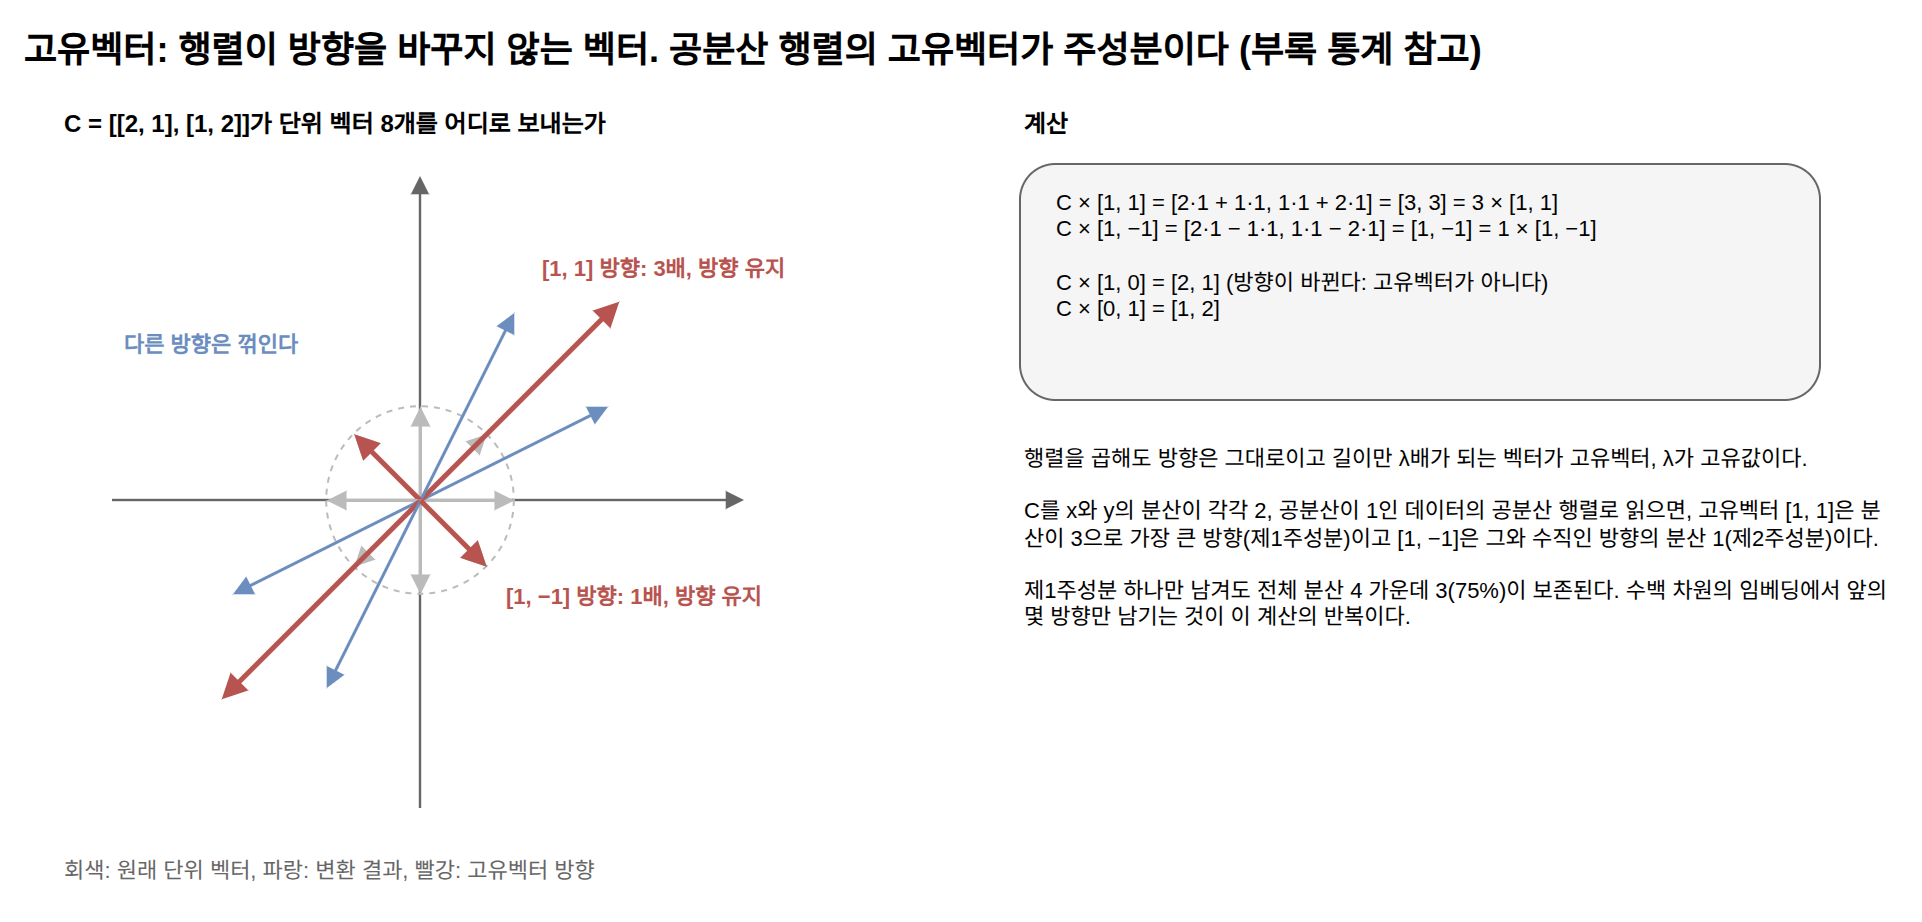 고유벡터: 행렬이 방향을 바꾸지 않는 벡터. 공분산 행렬의 고유벡터가 주성분이다 (부록 통계 참고)
C = [[2, 1], [1, 2]]가 단위 벡터 8개를 어디로 보내는가
[1, 1] 방향: 3배, 방향 유지
다른 방향은 꺾인다
[1, −1] 방향: 1배, 방향 유지
회색: 원래 단위 벡터, 파랑: 변환 결과, 빨강: 고유벡터 방향
계산
C × [1, 1] = [2·1 + 1·1, 1·1 + 2·1] = [3, 3] = 3 × [1, 1]
C × [1, −1] = [2·1 − 1·1, 1·1 − 2·1] = [1, −1] = 1 × [1, −1]
C × [1, 0] = [2, 1] (방향이 바뀐다: 고유벡터가 아니다)
C × [0, 1] = [1, 2]
행렬을 곱해도 방향은 그대로이고 길이만 λ배가 되는 벡터가 고유벡터, λ가 고유값이다.
C를 x와 y의 분산이 각각 2, 공분산이 1인 데이터의 공분산 행렬로 읽으면, 고유벡터 [1, 1]은 분
산이 3으로 가장 큰 방향(제1주성분)이고 [1, −1]은 그와 수직인 방향의 분산 1(제2주성분)이다.
제1주성분 하나만 남겨도 전체 분산 4 가운데 3(75%)이 보존된다. 수백 차원의 임베딩에서 앞의
몇 방향만 남기는 것이 이 계산의 반복이다.